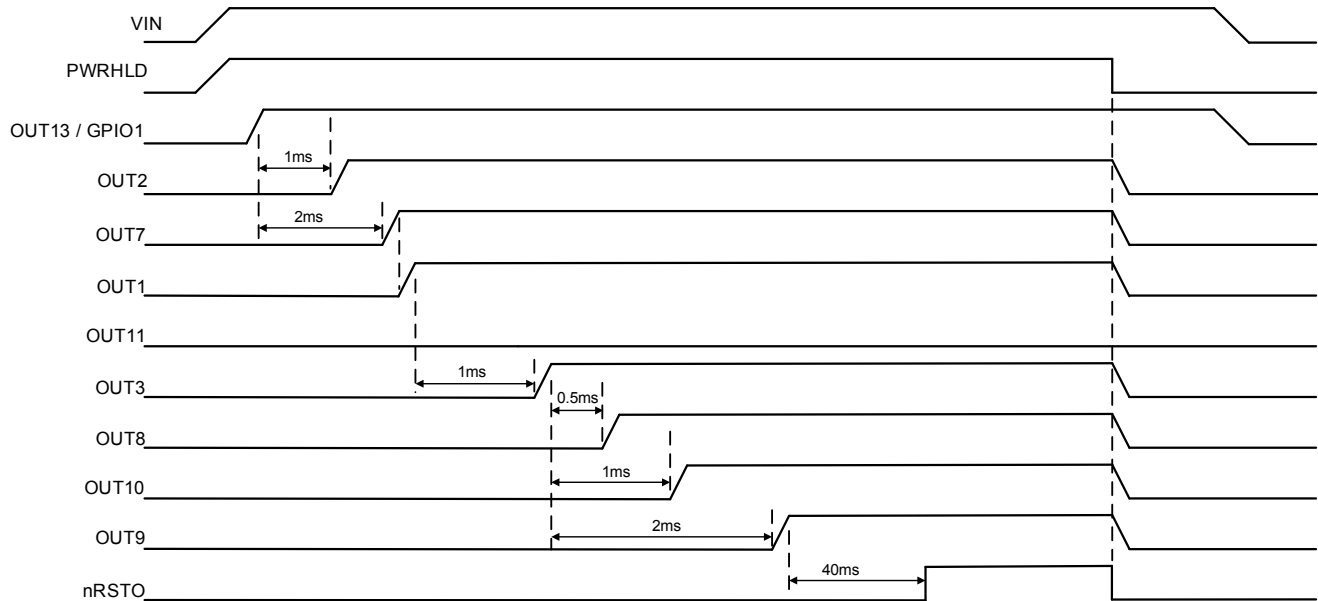 VIN
PWRHLD
OUT13 / GPIO1
1ms
OUT2
2ms
OUT7
OUT1
OUT11
1ms
OUT3
0.5ms
OUT8
1ms
OUT10
2ms
OUT9
40ms
nRSTO